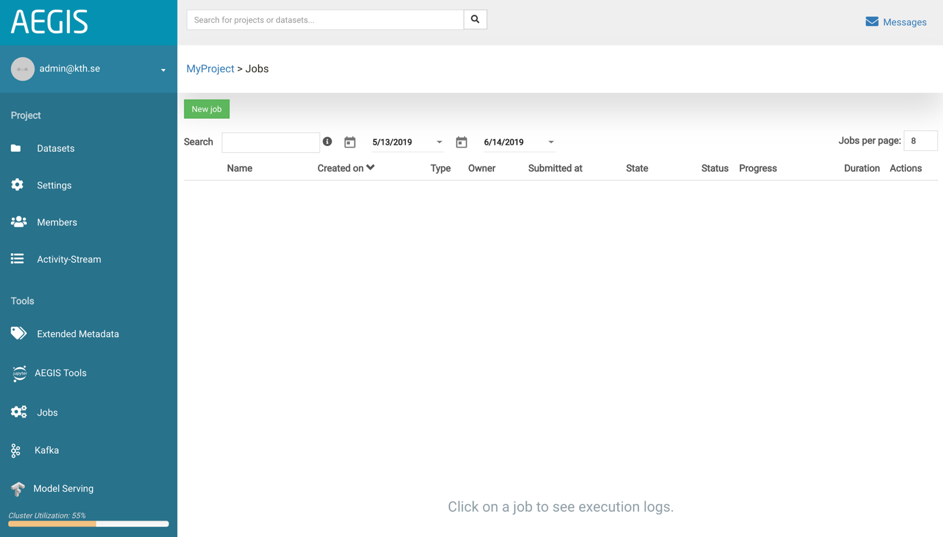 AEGIS
Search for projects or datasets...
Messages
admin@kth.se
MyProject > Jobs
Project
Datasets
Settings
Members
Activity-Stream
Tools
Extended Metadata
jupyter
AEGIS Tools
Jobs
Kafka
Model Serving
Cluster Utilization: 55%
New job
Search
5/13/2019
6/14/2019
Jobs per page: 8
Name Created on Type Owner Submitted at State Status Progress Duration Actions
Click on a job to see execution logs.